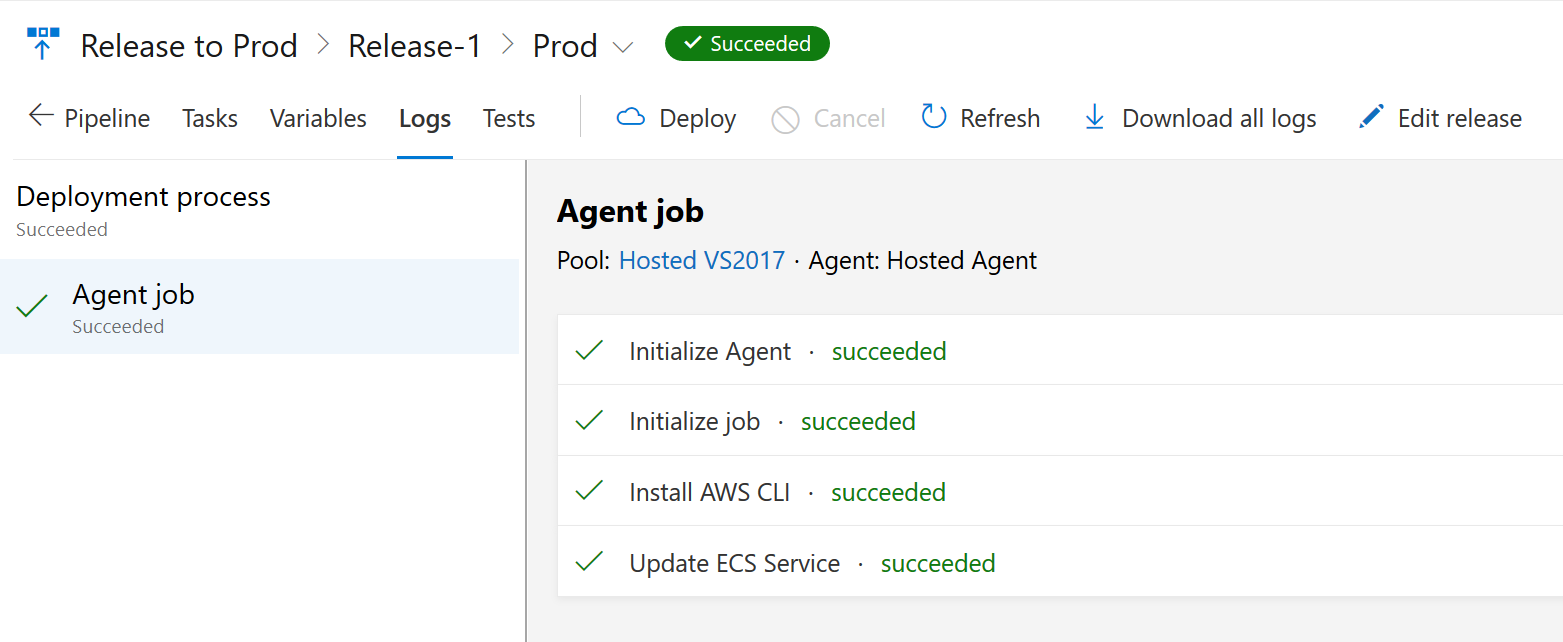 Release to Prod > Release-1 > Prod Succeeded
Pipeline Tasks Variables Logs Tests Deploy Cancel Refresh Download all logs Edit release
Deployment process
Succeeded
Agent job
Succeeded
Agent job
Pool: Hosted VS2017 · Agent: Hosted Agent
Initialize Agent · succeeded
Initialize job · succeeded
Install AWS CLI · succeeded
Update ECS Service · succeeded